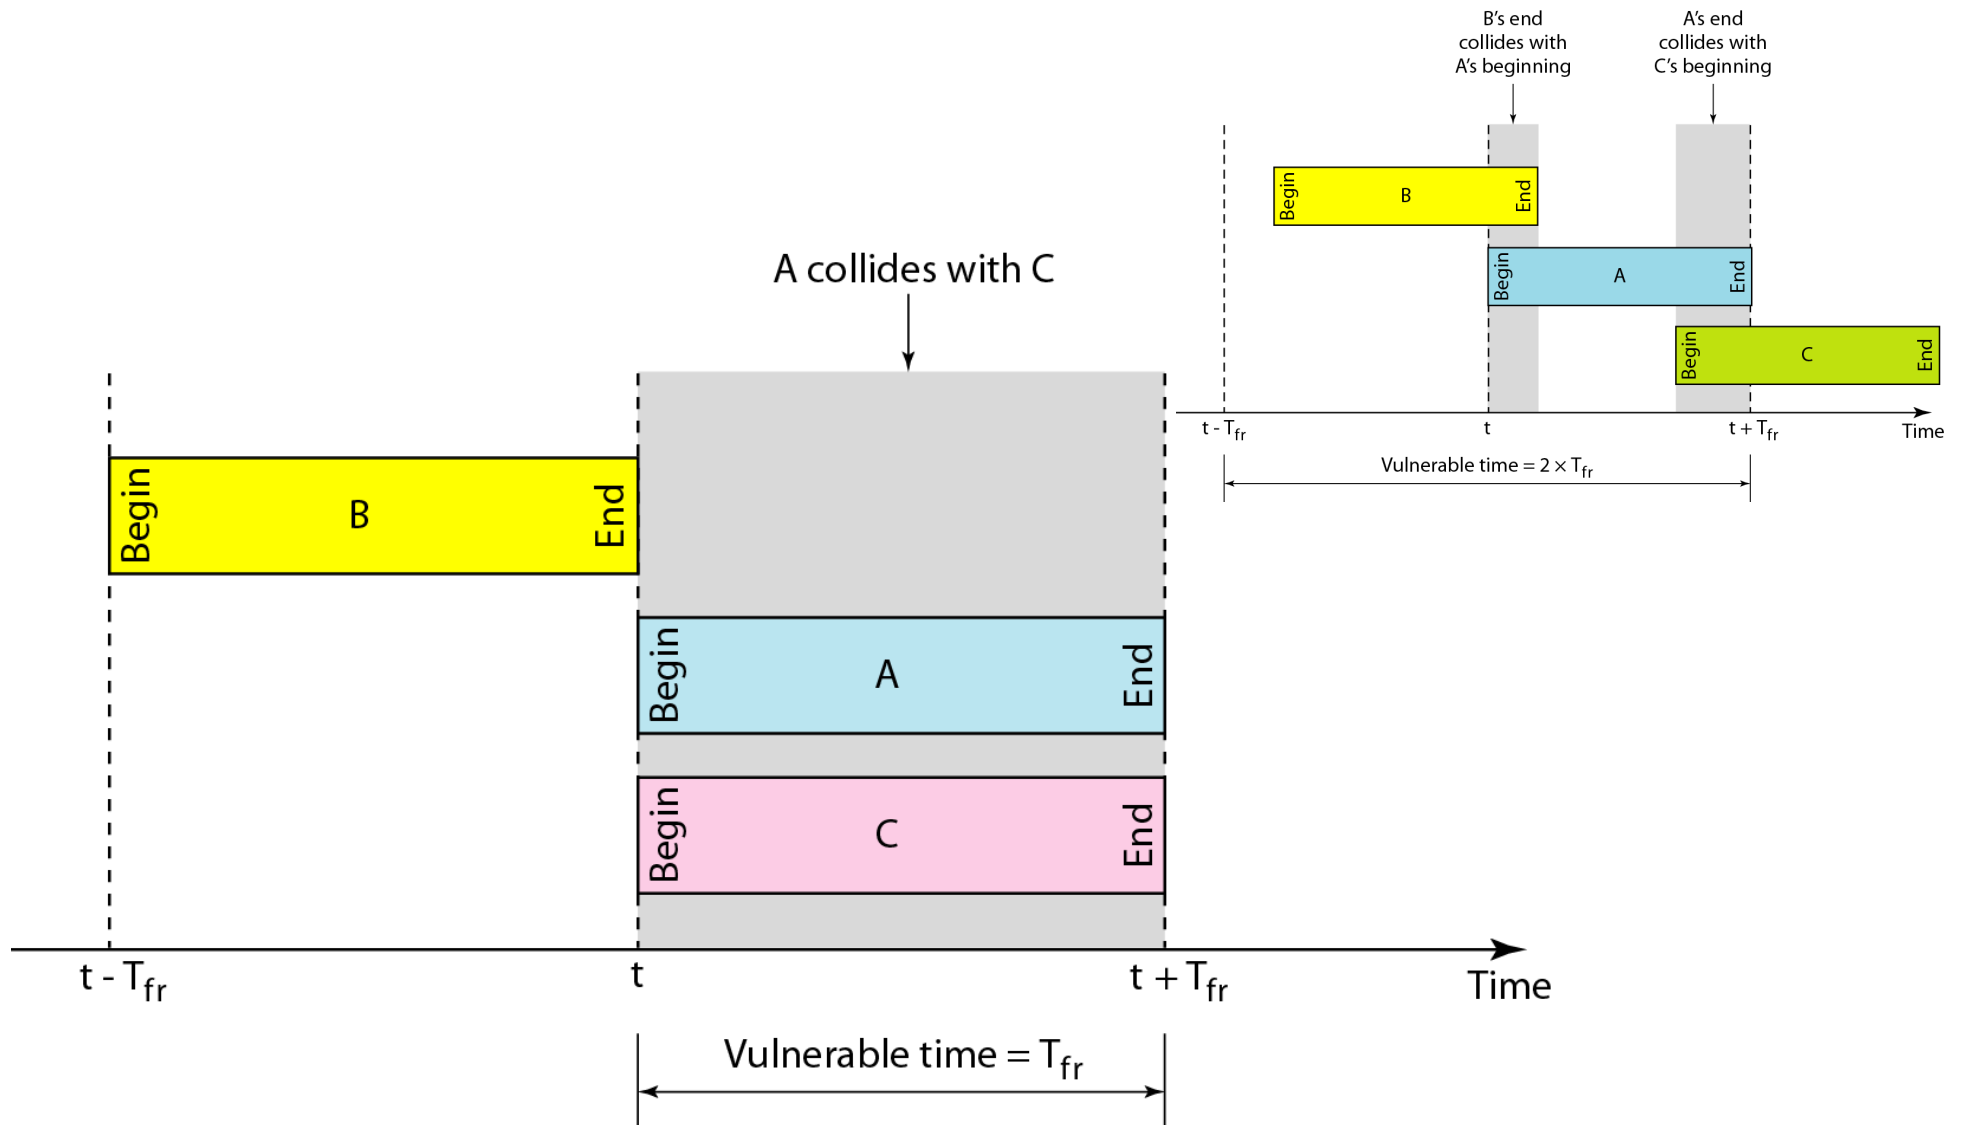 A collides with C
Begin
B
End
Begin
A
End
Begin
C
End
t - Tfr
t
t + Tfr
Time
Vulnerable time = Tfr
B's end
collides with
A's beginning
A's end
collides with
C's beginning
Begin
B
End
Begin
A
End
Begin
C
End
t - Tfr
t
t + Tfr
Time
Vulnerable time = 2 × Tfr